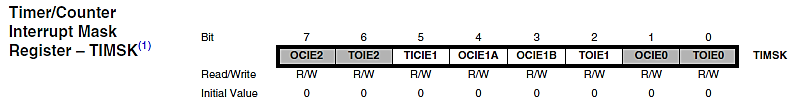 Timer/Counter
Interrupt Mask
Register – TIMSK(1)
Bit 7 6 5 4 3 2 1 0
OCIE2 TOIE2 TICIE1 OCIE1A OCIE1B TOIE1 OCIE0 TOIE0 TIMSK
Read/Write R/W R/W R/W R/W R/W R/W R/W R/W
Initial Value 0 0 0 0 0 0 0 0